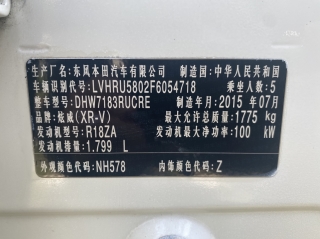 生产厂名:东风本田汽车有限公司 制造国:中华人民共和国
车辆识别代号:LVHRU5802F6054718 乘坐人数:5
整车型号:DHW7183RUCRE 制造年月:2015 年 07月
厂牌:炫威(XR-V) 最大允许总质量:1775 kg
发动机型号:R18ZA 发动机最大净功率:100 kW
发动机排量:1.799 L
外观颜色代码:NH578 内饰颜色代码:Z